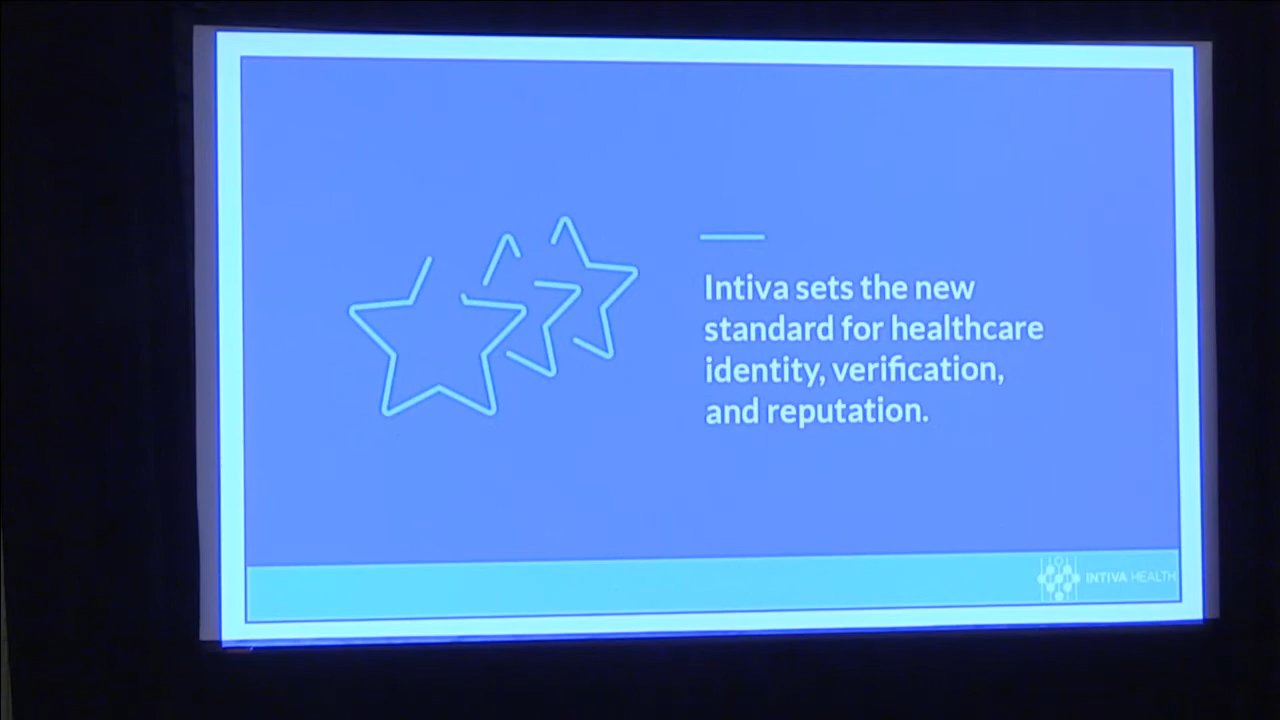 Intiva sets the new
standard for healthcare
identity, verification,
and reputation.
INTIVA HEALTH